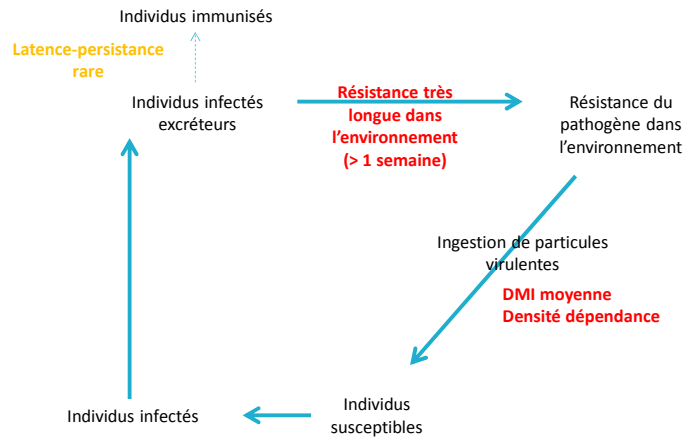 Individus immunisés
Latence-persistance
rare
Individus infectés
excréteurs
Résistance très
longue dans
l'environnement
(> 1 semaine)
Résistance du
pathogène dans
l'environnement
Ingestion de particules
virulentes
DMI moyenne
Densité dépendance
Individus
susceptibles
Individus infectés